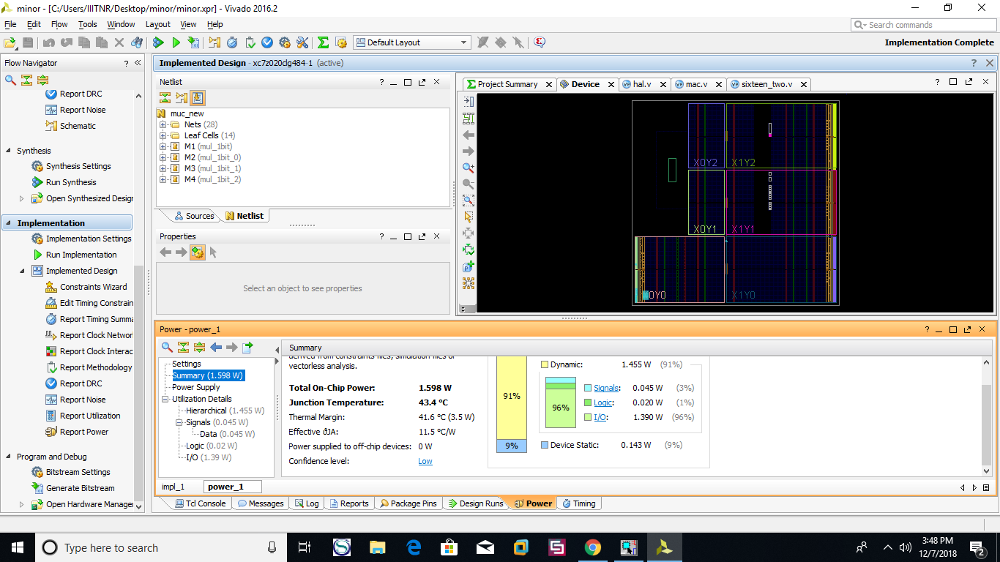 minor - [C:/Users/IIITNR/Desktop/minor/minor.xpr] - Vivado 2016.2
File Edit Flow Tools Window Layout View Help
Search commands
Default Layout
Implementation Complete
Flow Navigator
Report DRC
Report Noise
Schematic
Synthesis
Synthesis Settings
Run Synthesis
Open Synthesized Design
Implementation
Implementation Settings
Run Implementation
Implemented Design
Constraints Wizard
Edit Timing Constrain
Report Timing Summa
Report Clock Networ
Report Clock Interac
Report Methodology
Report DRC
Report Noise
Report Utilization
Report Power
Program and Debug
Bitstream Settings
Generate Bitstream
Open Hardware Manager
Implemented Design - xc7z020clg484-1 (active)
Netlist
muc_new
Nets (28)
Leaf Cells (14)
M1 (mul_1bit)
M2 (mul_1bit_0)
M3 (mul_1bit_1)
M4 (mul_1bit_2)
Sources Netlist
Properties
Select an object to see properties
Project Summary Device hal.v mac.v sixteen_two.v
X0Y2 X1Y2
X0Y1 X1Y1
X0Y0 X1Y0
Power - power_1
Settings
Summary (1.598 W)
Power Supply
Utilization Details
Hierarchical (1.455 W)
Signals (0.045 W)
Data (0.045 W)
Logic (0.02 W)
I/O (1.39 W)
Summary
derived from constraints files, simulation files or
vectorless analysis.
Total On-Chip Power: 1.598 W
Junction Temperature: 43.4 °C
Thermal Margin: 41.6 °C (3.5 W)
Effective ϑJA: 11.5 °C/W
Power supplied to off-chip devices: 0 W
Confidence level: Low
91%
9%
Dynamic: 1.455 W (91%)
96%
Signals: 0.045 W (3%)
Logic: 0.020 W (1%)
I/O: 1.390 W (96%)
Device Static: 0.143 W (9%)
impl_1 power_1
Tcl Console Messages Log Reports Package Pins Design Runs Power Timing
Type here to search
3:48 PM
12/7/2018
2